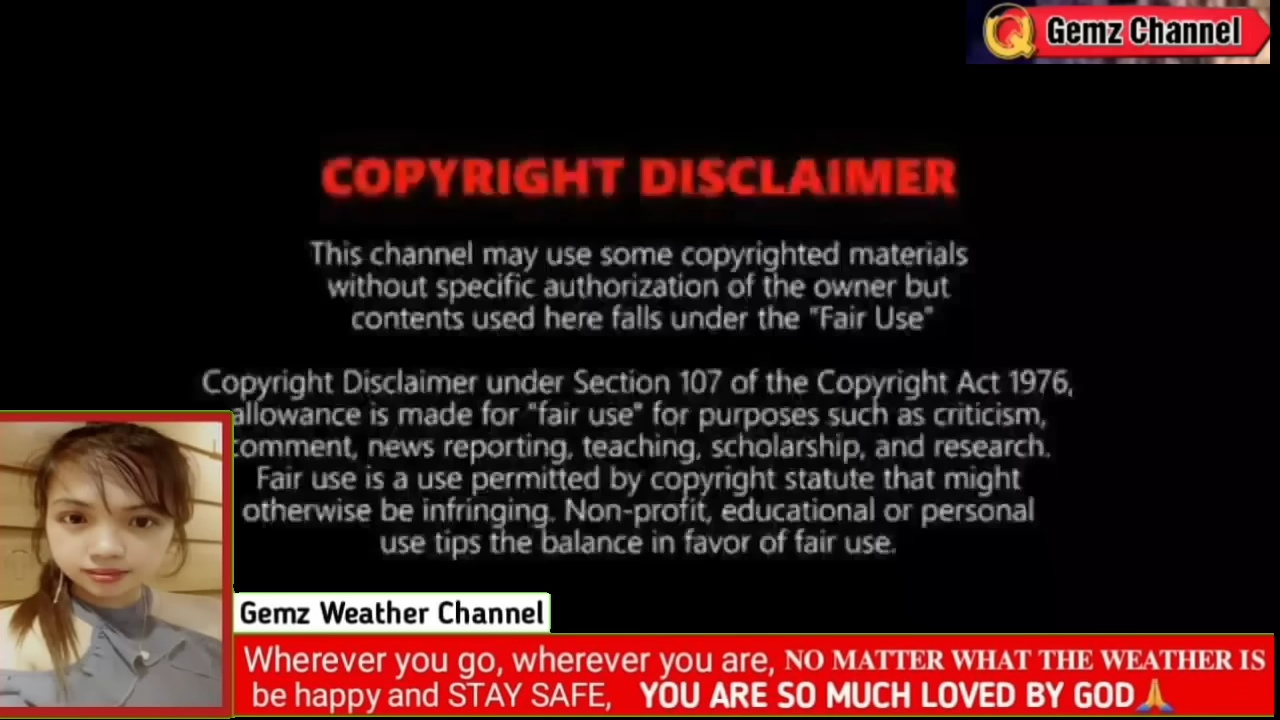 Gemz Channel
COPYRIGHT DISCLAIMER
This channel may use some copyrighted materials
without specific authorization of the owner but
contents used here falls under the "Fair Use"
Copyright Disclaimer under Section 107 of the Copyright Act 1976,
allowance is made for "fair use" for purposes such as criticism,
comment, news reporting, teaching, scholarship, and research.
Fair use is a use permitted by copyright statute that might
otherwise be infringing. Non-profit, educational or personal
use tips the balance in favor of fair use.
Gemz Weather Channel
Wherever you go, wherever you are, NO MATTER WHAT THE WEATHER IS
be happy and STAY SAFE, YOU ARE SO MUCH LOVED BY GOD🙏